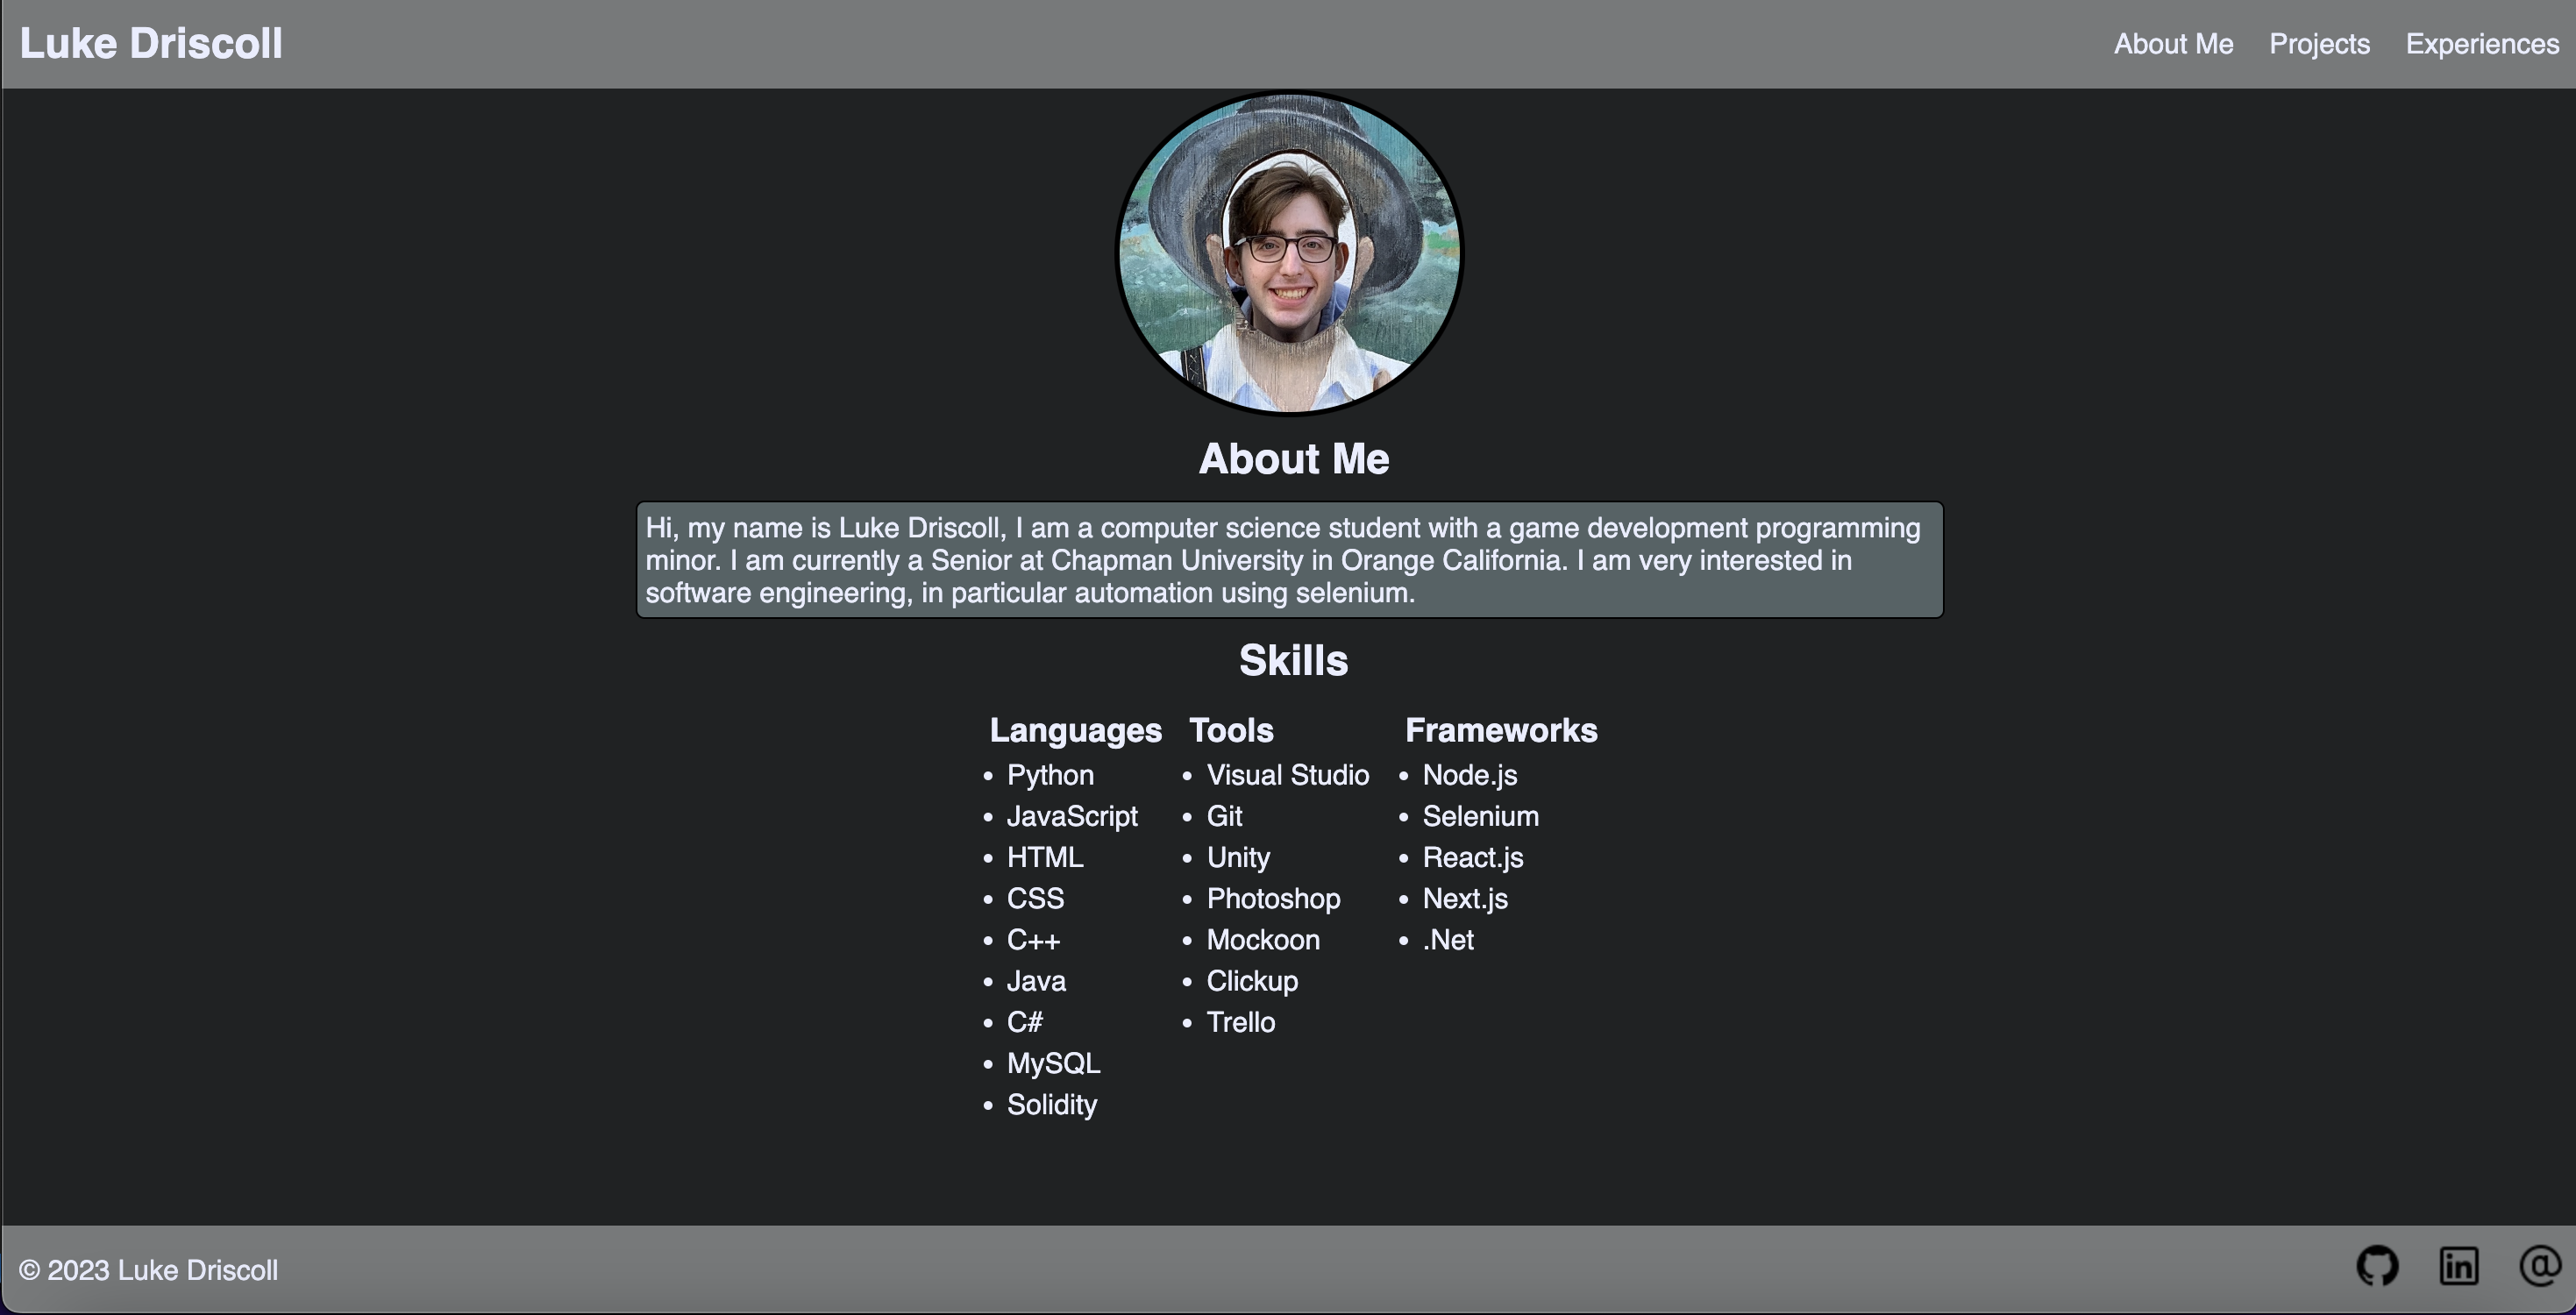 Luke Driscoll
About Me
Projects
Experiences
About Me
Hi, my name is Luke Driscoll, I am a computer science student with a game development programming
minor. I am currently a Senior at Chapman University in Orange California. I am very interested in
software engineering, in particular automation using selenium.
Skills
Languages
Python
JavaScript
HTML
CSS
C++
Java
C#
MySQL
Solidity
Tools
Visual Studio
Git
Unity
Photoshop
Mockoon
Clickup
Trello
Frameworks
Node.js
Selenium
React.js
Next.js
.Net
© 2023 Luke Driscoll
in
@